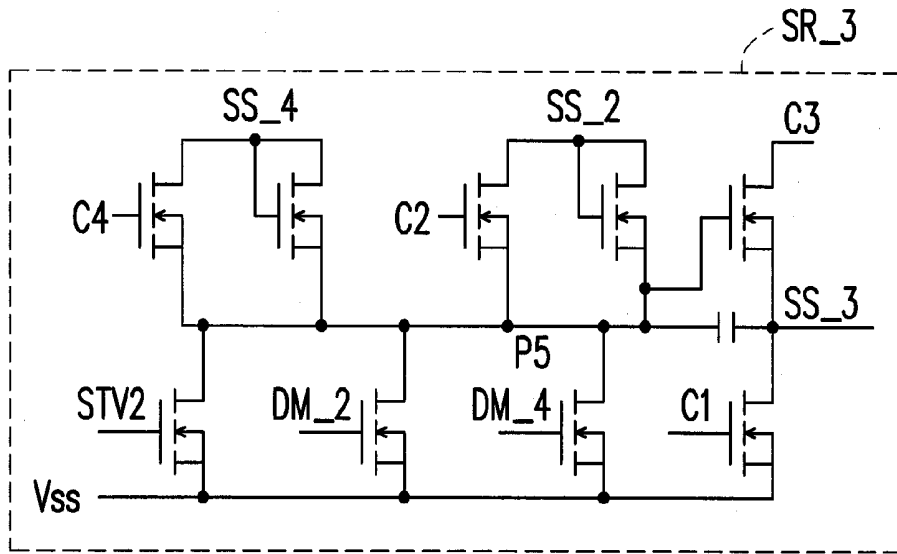 SR_3
SS_4
SS_2
C3
C4
C2
SS_3
P5
STV2
DM_2
DM_4
C1
Vss